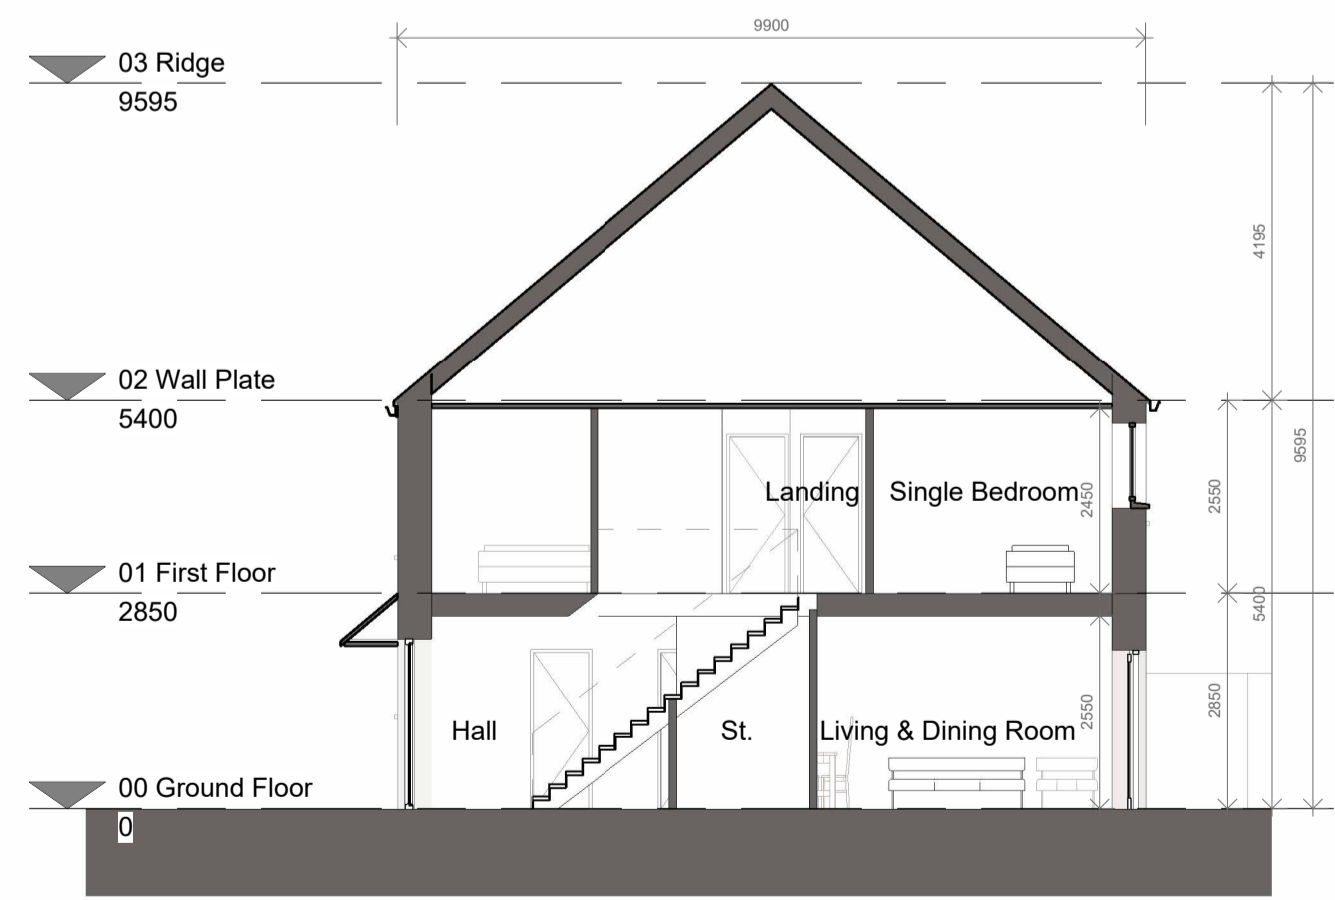 9900
03 Ridge
9595
4195
02 Wall Plate
5400
9595
Landing
Single Bedroom
2450
2550
01 First Floor
2850
5400
Hall
St.
Living & Dining Room
2550
2850
00 Ground Floor
0